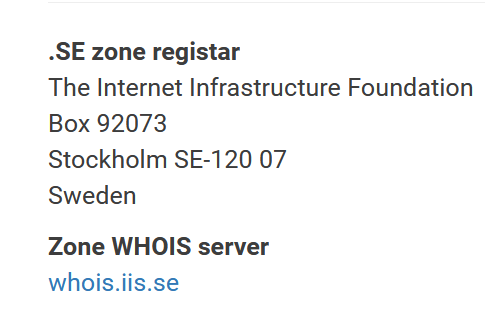 .SE zone registar
The Internet Infrastructure Foundation
Box 92073
Stockholm SE-120 07
Sweden
Zone WHOIS server
whois.iis.se